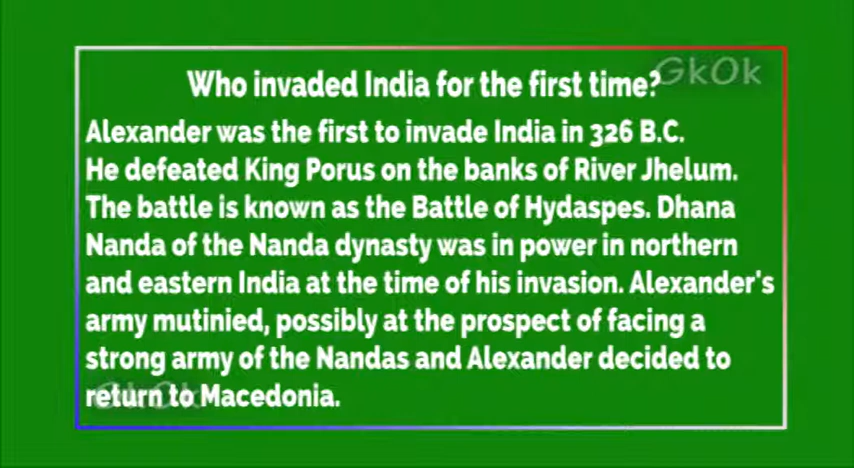 GkOk
Who invaded India for the first time?
Alexander was the first to invade India in 326 B.C.
He defeated King Porus on the banks of River Jhelum.
The battle is known as the Battle of Hydaspes. Dhana
Nanda of the Nanda dynasty was in power in northern
and eastern India at the time of his invasion. Alexander's
army mutinied, possibly at the prospect of facing a
strong army of the Nandas and Alexander decided to
return to Macedonia.
GkOk